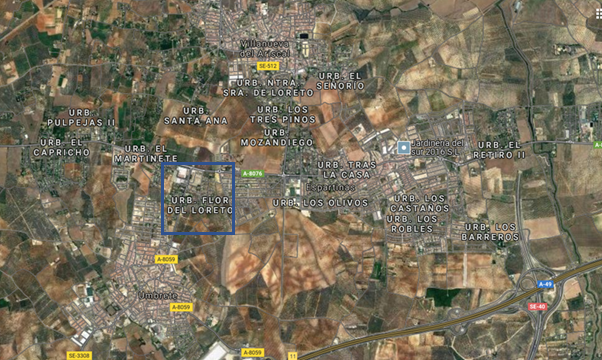 Villanueva
del Ariscal
SE-512
URB. EL
SEÑORIO
URB. NTRA.
SRA. DE LORETO
URB.
SANTA ANA
URB. LOS
TRES PINOS
URB.
PULPEJAS II
URB.
MOZANDIEGO
URB. EL
CAPRICHO
URB. EL
MARTINETE
Jardinería del
sur 2016 S.L
URB. EL
RETIRO II
URB. TRAS
LA CASA
A-8076
Espartinas
URB. FLOR
DEL LORETO
URB. LOS OLIVOS
URB. LOS
CASTAÑOS
URB. LOS
ROBLES
URB. LOS
BARREROS
A-8059
A-49
Umbrete
A-8059
SE-40
SE-3308
A-8059
11